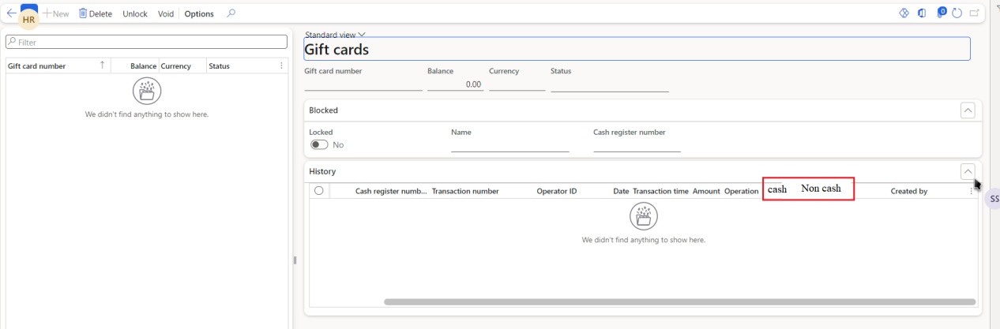 HR
New Delete Unlock Void Options
0
Filter
Gift card number Balance Currency Status
We didn't find anything to show here.
Standard view
Gift cards
Gift card number Balance Currency Status
0.00
Blocked
Locked Name Cash register number
No
History
Cash register numb... Transaction number Operator ID Date Transaction time Amount Operation cash Non cash Created by
We didn't find anything to show here.
SS